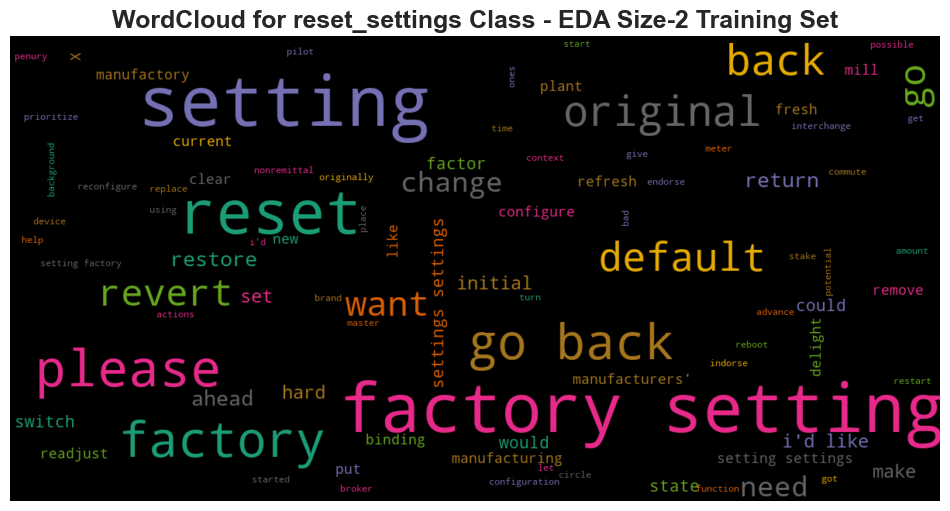 WordCloud for reset_settings Class - EDA Size-2 Training Set
start
possible
pilot
penury
back
mill
go
manufactory
ones
plant
setting
original
fresh
get
prioritize
interchange
time
current
meter
give
context
factor
background
clear
nonremittal
originally
change
refresh
endorse
return
commute
reconfigure
replace
reset
using
place
configure
bad
device
like
help
i'd
new
settings settings
default
stake
potential
amount
setting factory
restore
revert
set
brand
want
initial
turn
could
remove
actions
master
advance
please
go back
delight
reboot
indorse
manufacturers'
restart
ahead
hard
factory setting
switch
factory
binding
would
i'd like
readjust
manufacturing
setting settings
put
let
circle
make
started
configuration
broker
state
function
need
got